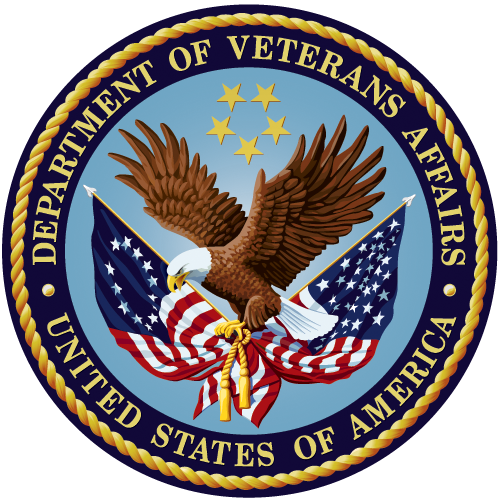 DEPARTMENT OF VETERANS AFFAIRS
UNITED STATES OF AMERICA